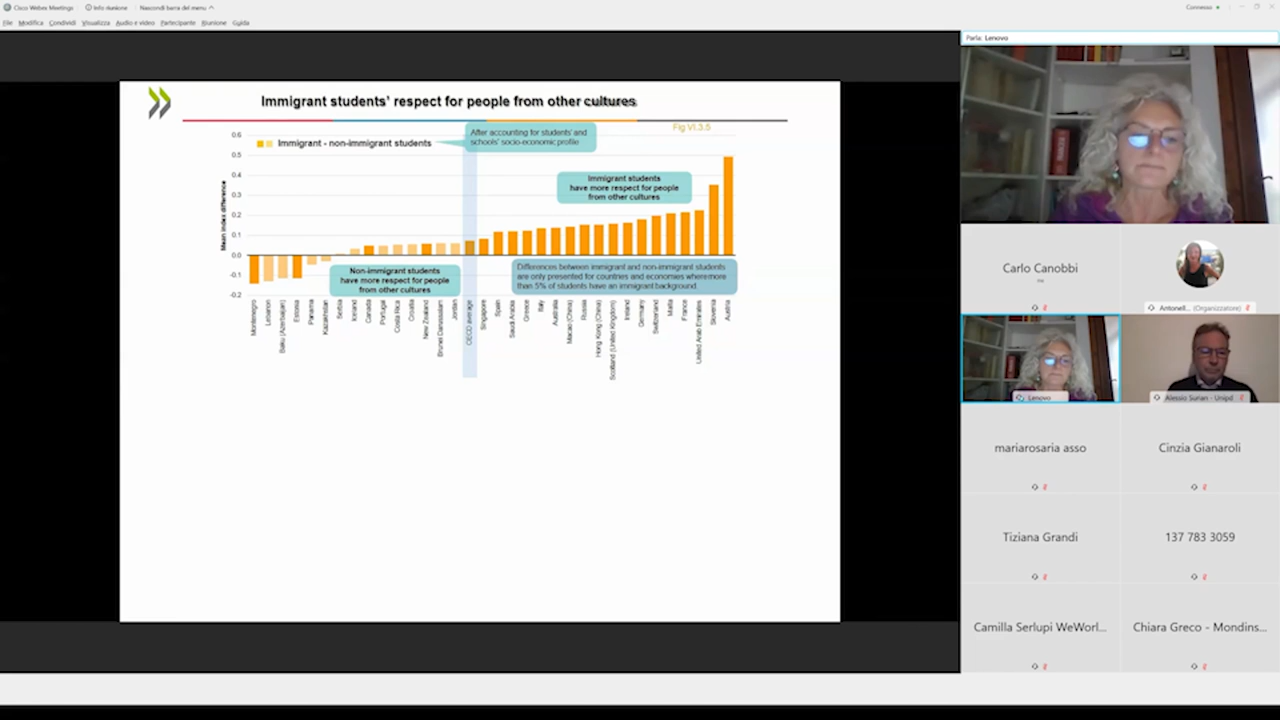 Cisco Webex Meetings
Info riunione
Nascondi barra del menu
Connesso
File Modifica Condividi Visualizza Audio e video Partecipante Riunione Guida
Parla: Lenovo
Immigrant students' respect for people from other cultures
Fig VI.3.5
After accounting for students' and
schools' socio-economic profile
Immigrant - non-immigrant students
Mean index difference
0.6
0.5
0.4
0.3
0.2
0.1
0.0
-0.1
-0.2
Immigrant students
have more respect for people
from other cultures
Non-immigrant students
have more respect for people
from other cultures
Differences between immigrant and non-immigrant students
are only presented for countries and economies where more
than 5% of students have an immigrant background
Montenegro
Lebanon
Baku (Azerbaijan)
Estonia
Panama
Kazakhstan
Serbia
Iceland
Canada
Portugal
Costa Rica
Croatia
New Zealand
Brunei Darussalam
Jordan
OECD average
Singapore
Spain
Saudi Arabia
Greece
Italy
Australia
Macao (China)
Russia
Hong Kong (China)
Scotland (United Kingdom)
Ireland
Germany
Switzerland
Malta
France
United Arab Emirates
Slovenia
Austria
Carlo Canobbi
Antonell... (Organizzatore)
Lenovo
Alessio Surian - Unipd
mariarosaria asso
Cinzia Gianaroli
Tiziana Grandi
137 783 3059
Camilla Serlupi WeWorl...
Chiara Greco - Mondins...